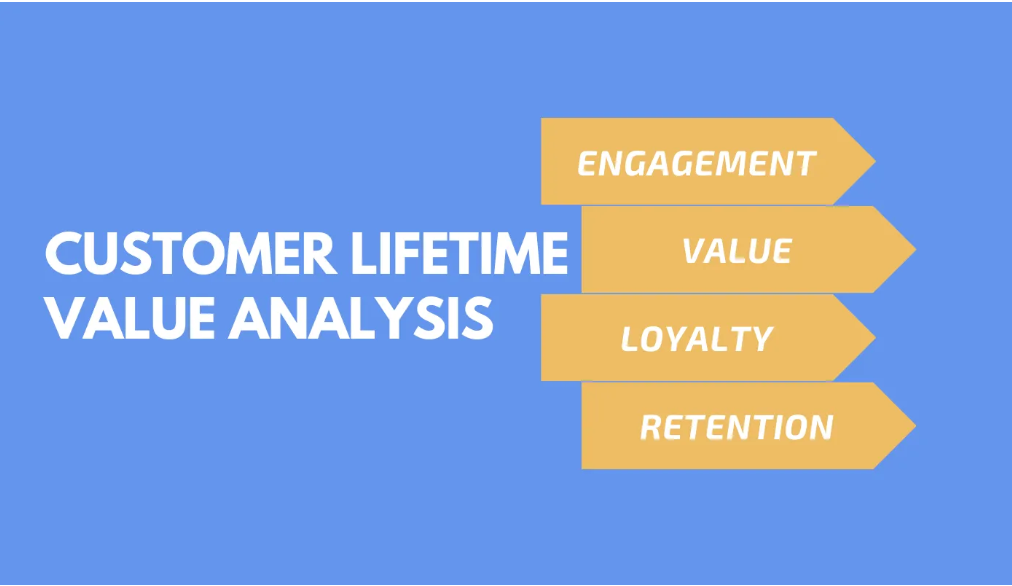 CUSTOMER LIFETIME
VALUE ANALYSIS
ENGAGEMENT
VALUE
LOYALTY
RETENTION